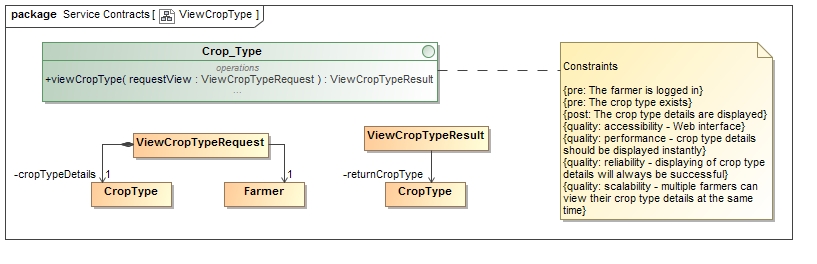 package Service Contracts [ ViewCropType ]
Crop_Type
operations
+viewCropType( requestView : ViewCropTypeRequest ) : ViewCropTypeResult
...
Constraints
{pre: The farmer is logged in}
{pre: The crop type exists}
{post: The crop type details are displayed}
{quality: accessibility - Web interface}
{quality: performance - crop type details
should be displayed instantly}
{quality: reliability - displaying of crop type
details will always be successful}
{quality: scalability - multiple farmers can
view their crop type details at the same
time}
ViewCropTypeRequest
-cropTypeDetails
1
1
CropType
Farmer
ViewCropTypeResult
-returnCropType
CropType